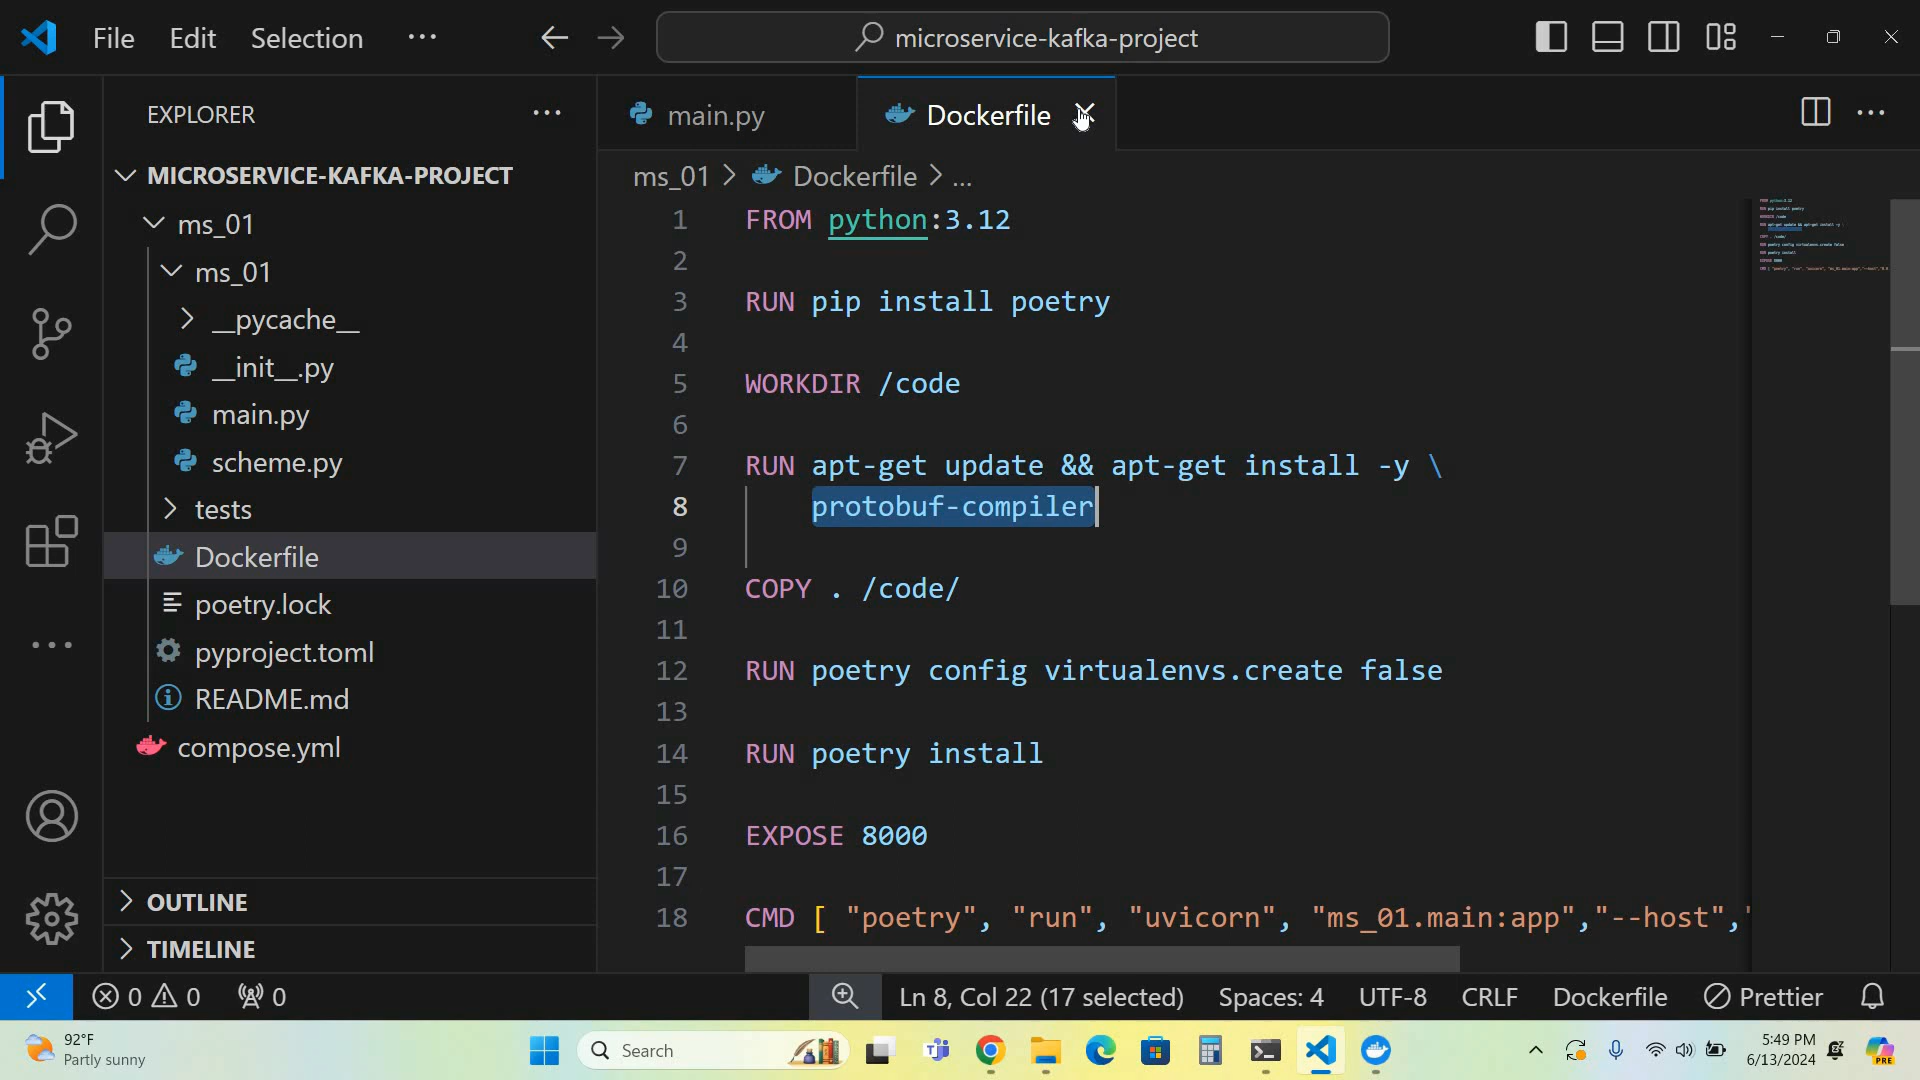 File Edit Selection ···
microservice-kafka-project
EXPLORER
MICROSERVICE-KAFKA-PROJECT
ms_01
ms_01
__pycache__
__init__.py
main.py
scheme.py
tests
Dockerfile
poetry.lock
pyproject.toml
README.md
compose.yml
OUTLINE
TIMELINE
main.py
Dockerfile
ms_01 > Dockerfile > ...
1 FROM python:3.12
2
3 RUN pip install poetry
4
5 WORKDIR /code
6
7 RUN apt-get update && apt-get install -y \
8 protobuf-compiler
9
10 COPY . /code/
11
12 RUN poetry config virtualenvs.create false
13
14 RUN poetry install
15
16 EXPOSE 8000
17
18 CMD [ "poetry", "run", "uvicorn", "ms_01.main:app","--host","
0 0 0
Ln 8, Col 22 (17 selected) Spaces: 4 UTF-8 CRLF Dockerfile Prettier
92°F
Partly sunny
Search
5:49 PM
6/13/2024
PRE